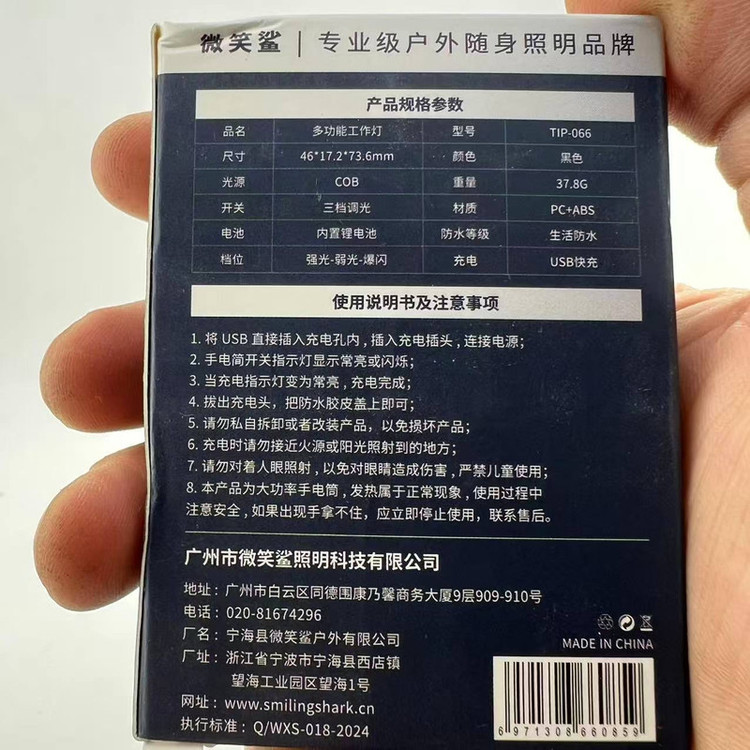 微笑鲨 | 专业级户外随身照明品牌
产品规格参数
品名 多功能工作灯 型号 TIP-066
尺寸 46*17.2*73.6mm 颜色 黑色
光源 COB 重量 37.8G
开关 三档调光 材质 PC+ABS
电池 内置锂电池 防水等级 生活防水
档位 强光-弱光-爆闪 充电 USB快充
使用说明书及注意事项
1. 将 USB 直接插入充电孔内，插入充电插头，连接电源；
2. 手电筒开关指示灯显示常亮或闪烁；
3. 当充电指示灯变为常亮，充电完成；
4. 拔出充电头，把防水胶皮盖上即可；
5. 请勿私自拆卸或者改装产品，以免损坏产品；
6. 充电时请勿接近火源或阳光照射到的地方；
7. 请勿对着人眼照射，以免对眼睛造成伤害，严禁儿童使用；
8. 本产品为大功率手电筒，发热属于正常现象，使用过程中
注意安全，如果出现手拿不住，应立即停止使用，联系售后。
广州市微笑鲨照明科技有限公司
地址：广州市白云区同德围康乃馨商务大厦9层909-910号
电话：020-81674296
厂名：宁海县微笑鲨户外有限公司
厂址：浙江省宁波市宁海县西店镇
望海工业园区望海1号
网址：www.smilingshark.cn
执行标准：Q/WXS-018-2024
MADE IN CHINA
6 971308 660859